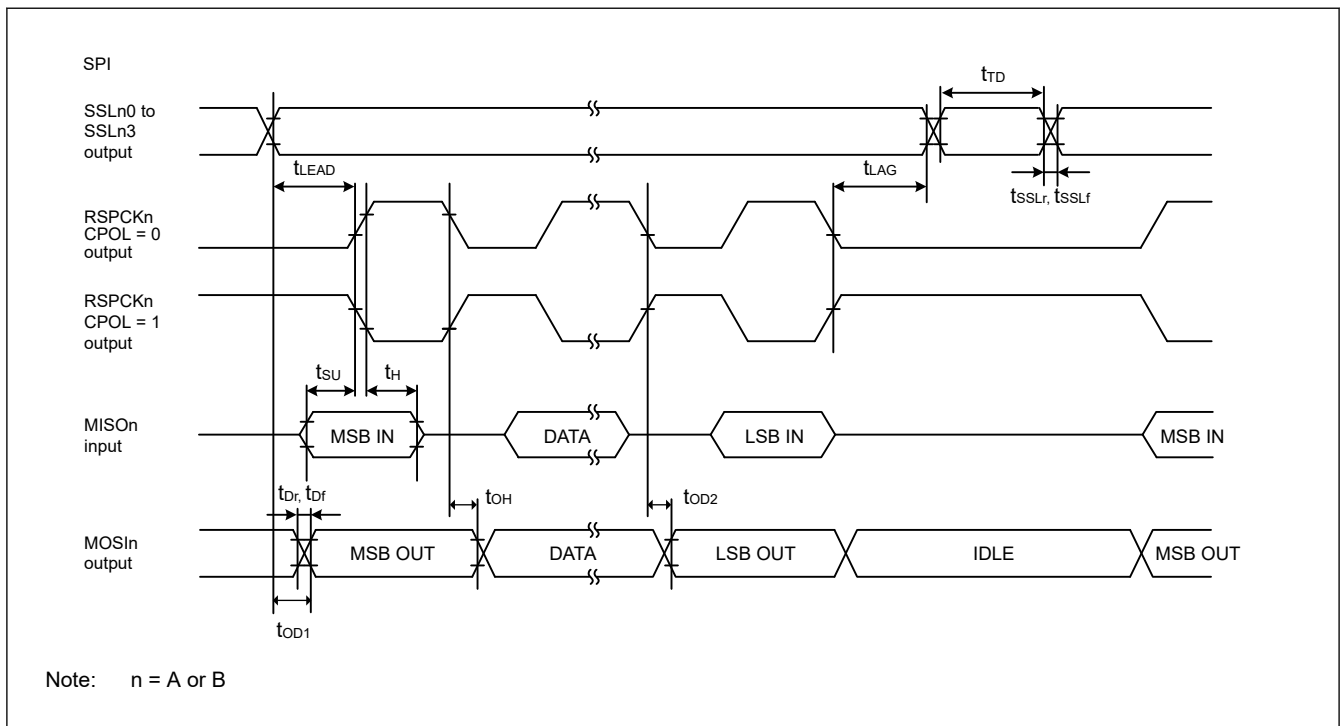 SPI
SSLn0 to
SSLn3
output
tTD
tLEAD
tLAG
tSSLr, tSSLf
RSPCKn
CPOL = 0
output
RSPCKn
CPOL = 1
output
tSU
tH
MISOn
input
MSB IN
DATA
LSB IN
MSB IN
tDr, tDf
tOH
tOD2
MOSIn
output
MSB OUT
DATA
LSB OUT
IDLE
MSB OUT
tOD1
Note: n = A or B